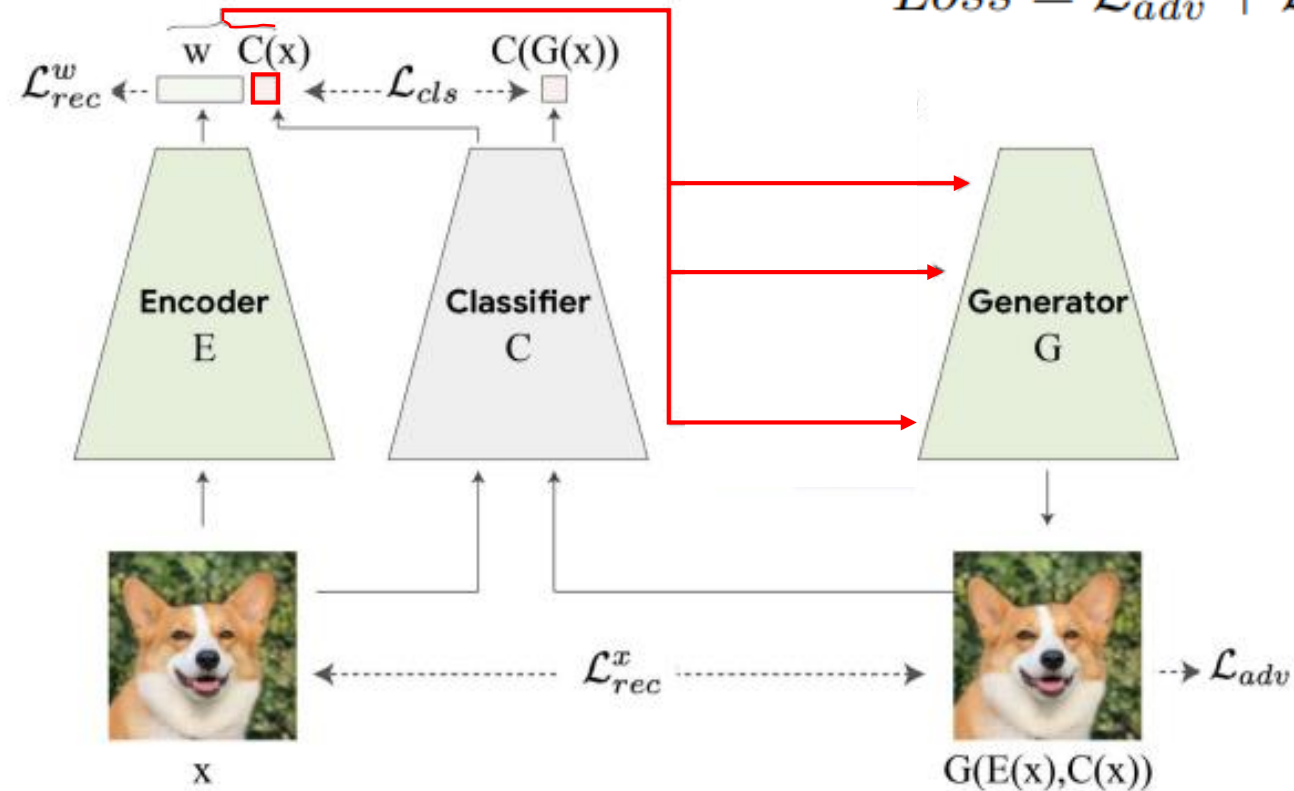 Loss = ℒ_adv +
w C(x) C(G(x))
ℒ^w_rec ℒ_cls
Encoder
E
Classifier
C
Generator
G
ℒ^x_rec ℒ_adv
x G(E(x),C(x))